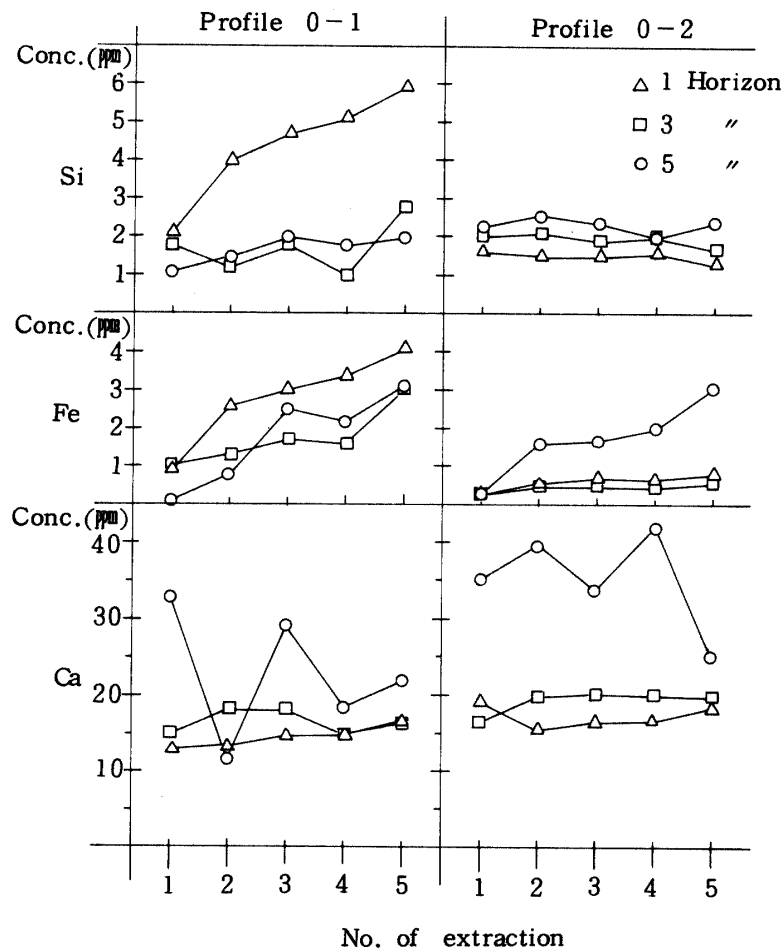 Profile 0-1 Profile 0-2
Conc.(ppm)
6
5
4
3
2
1
Si
△ 1 Horizon
□ 3 〃
○ 5 〃
Conc.(ppm)
4
3
2
1
Fe
Conc.(ppm)
40
30
20
10
Ca
1 2 3 4 5 1 2 3 4 5
No. of extraction